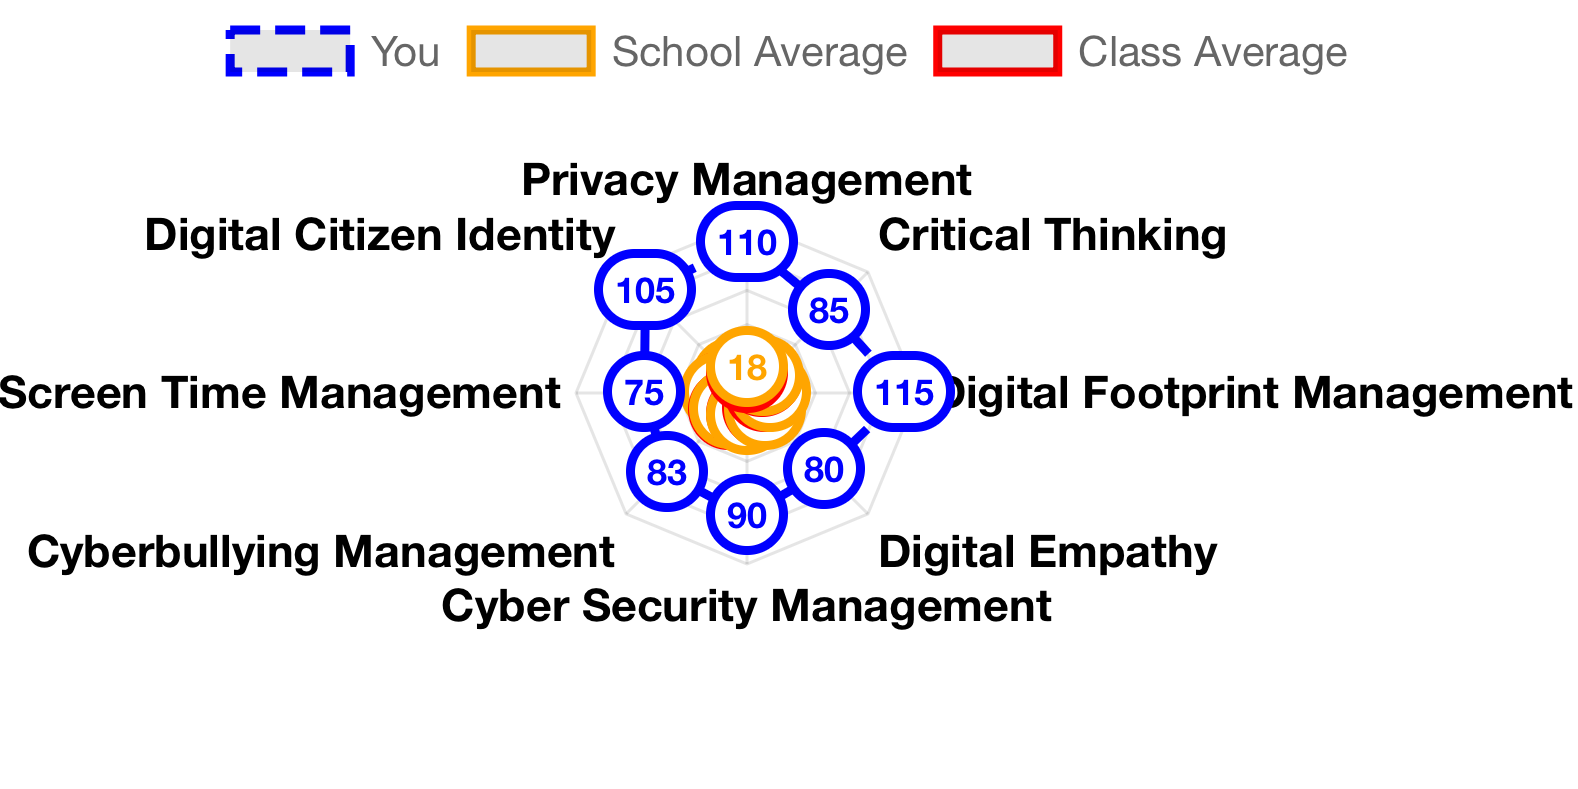 You School Average Class Average
Privacy Management
Digital Citizen Identity Critical Thinking
110
105
85
18
Screen Time Management 75 115 Digital Footprint Management
83 80
90
Cyberbullying Management Digital Empathy
Cyber Security Management